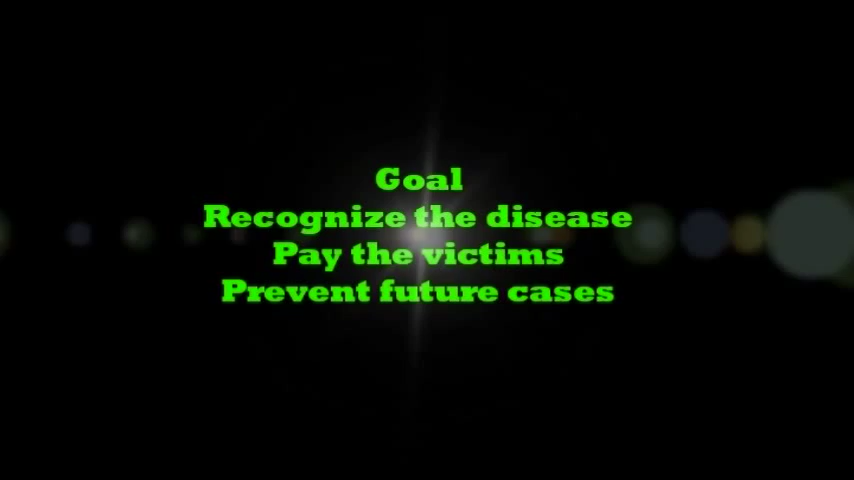 Goal
Recognize the disease
Pay the victims
Prevent future cases